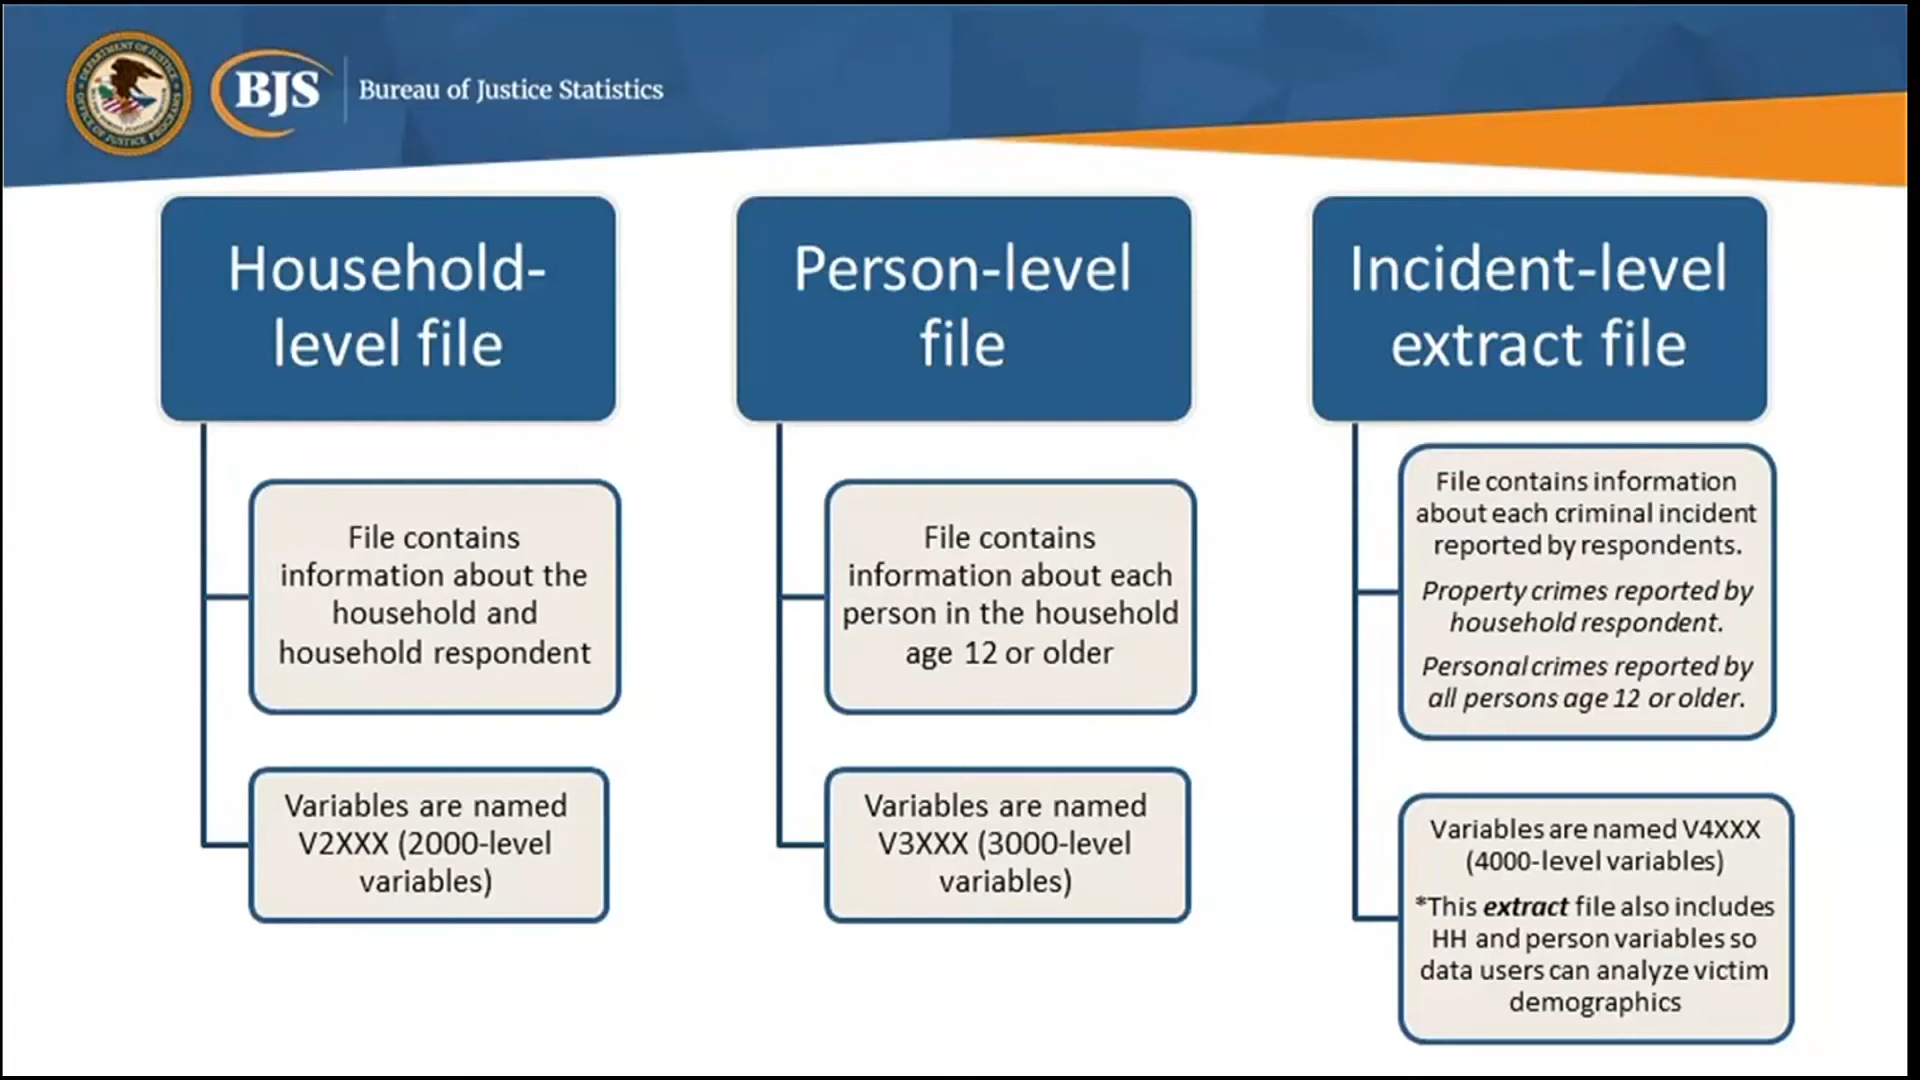 BJS
Bureau of Justice Statistics
Household-
level file
File contains
information about the
household and
household respondent
Variables are named
V2XXX (2000-level
variables)
Person-level
file
File contains
information about each
person in the household
age 12 or older
Variables are named
V3XXX (3000-level
variables)
Incident-level
extract file
File contains information
about each criminal incident
reported by respondents.
Property crimes reported by
household respondent.
Personal crimes reported by
all persons age 12 or older.
Variables are named V4XXX
(4000-level variables)
*This extract file also includes
HH and person variables so
data users can analyze victim
demographics